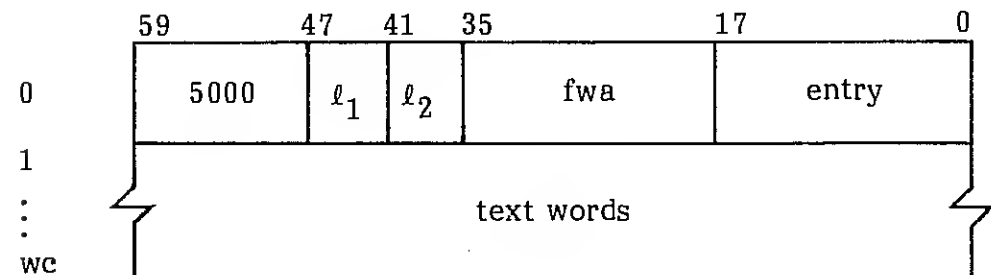 59 47 41 35 17 0
0 5000 ℓ1 ℓ2 fwa entry
1
⋮ text words
wc